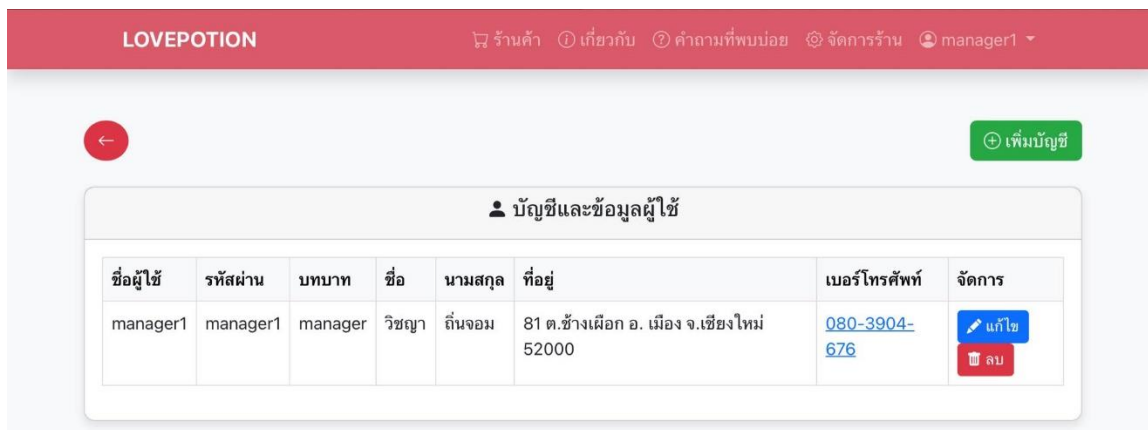 LOVEPOTION ร้านค้า เกี่ยวกับ คำถามที่พบบ่อย จัดการร้าน manager1
เพิ่มบัญชี
บัญชีและข้อมูลผู้ใช้
ชื่อผู้ใช้ รหัสผ่าน บทบาท ชื่อ นามสกุล ที่อยู่ เบอร์โทรศัพท์ จัดการ
manager1 manager1 manager วิชญา ถิ่นจอม 81 ต.ช้างเผือก อ. เมือง จ.เชียงใหม่ 080-3904- แก้ไข
52000 676 ลบ